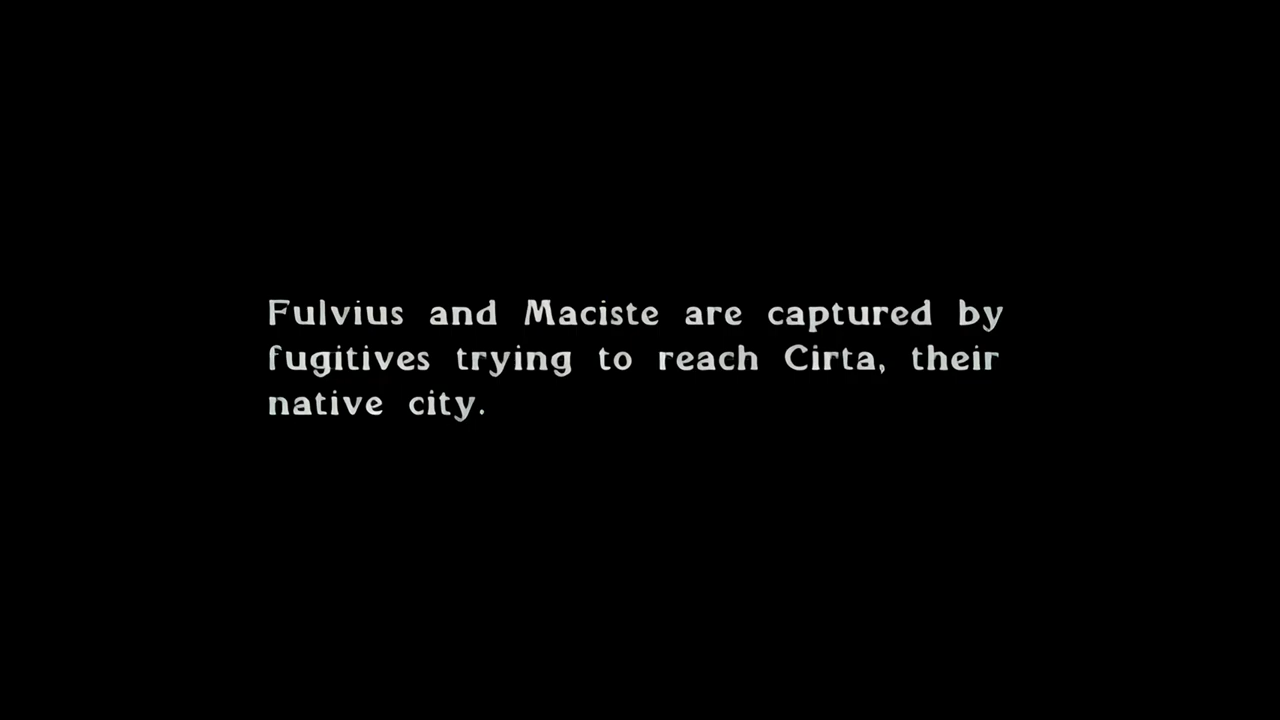 Fulvius and Maciste are captured by
fugitives trying to reach Cirta, their
native city.